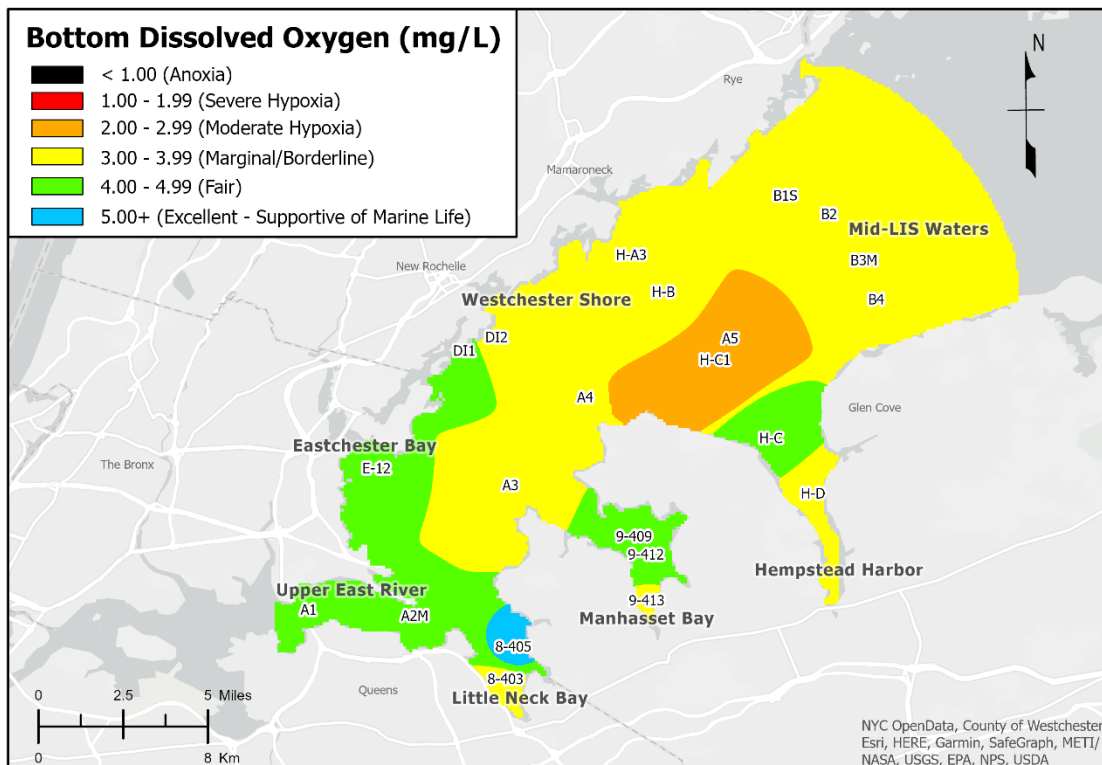 Bottom Dissolved Oxygen (mg/L)
< 1.00 (Anoxia)
1.00 - 1.99 (Severe Hypoxia)
2.00 - 2.99 (Moderate Hypoxia)
3.00 - 3.99 (Marginal/Borderline)
4.00 - 4.99 (Fair)
5.00+ (Excellent - Supportive of Marine Life)
N
Rye
Mamaroneck
B1S
B2
Mid-LIS Waters
H-A3
B3M
New Rochelle
H-B
Westchester Shore
B4
DI2
A5
DI1
H-C1
A4
Glen Cove
H-C
Eastchester Bay
The Bronx
E-12
A3
H-D
9-409
9-412
Hempstead Harbor
Upper East River
9-413
A1
A2M
Manhasset Bay
8-405
8-403
Queens
Little Neck Bay
0 2.5 5 Miles
0 8 Km
NYC OpenData, County of Westchester
Esri, HERE, Garmin, SafeGraph, METI/
NASA, USGS, EPA, NPS, USDA